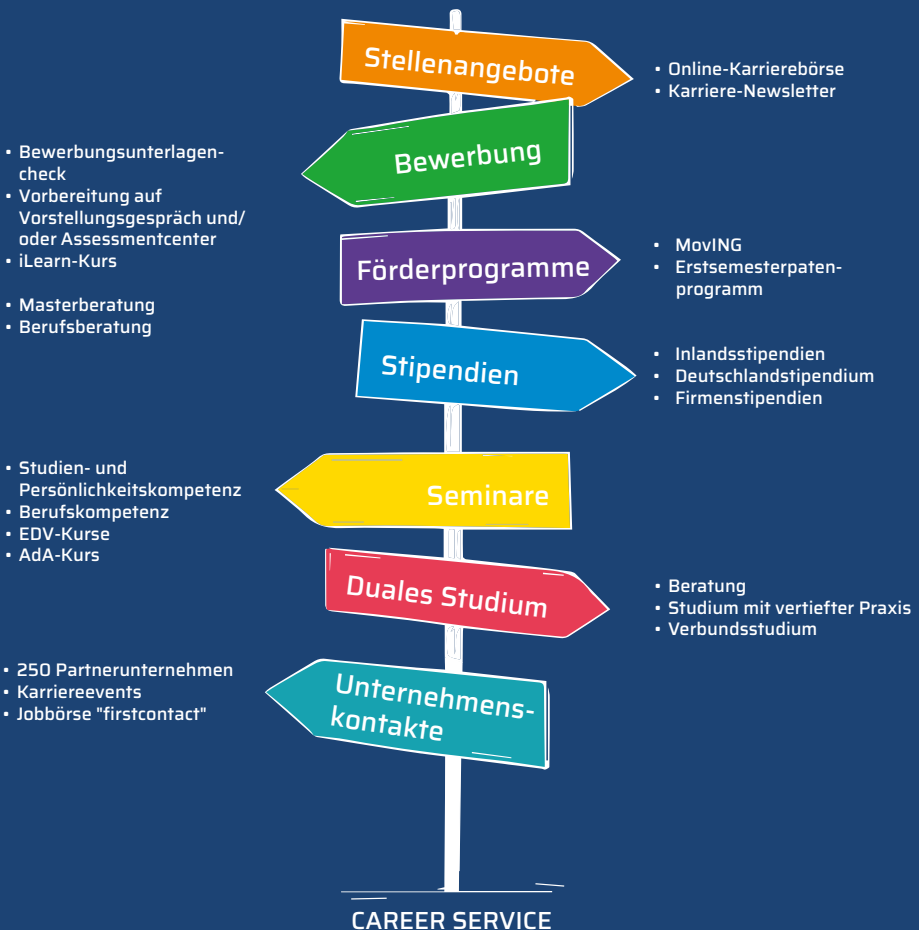 Stellenangebote
• Online-Karrierebörse
• Karriere-Newsletter
Bewerbung
• Bewerbungsunterlagen-
check
• Vorbereitung auf
Vorstellungsgespräch und/
oder Assessmentcenter
• iLearn-Kurs
• Masterberatung
• Berufsberatung
Förderprogramme
• MovING
• Erstsemesterpaten-
programm
Stipendien
• Inlandsstipendien
• Deutschlandstipendium
• Firmenstipendien
Seminare
• Studien- und
Persönlichkeitskompetenz
• Berufskompetenz
• EDV-Kurse
• AdA-Kurs
Duales Studium
• Beratung
• Studium mit vertiefter Praxis
• Verbundsstudium
Unternehmens-
kontakte
• 250 Partnerunternehmen
• Karriereevents
• Jobbörse "firstcontact"
CAREER SERVICE